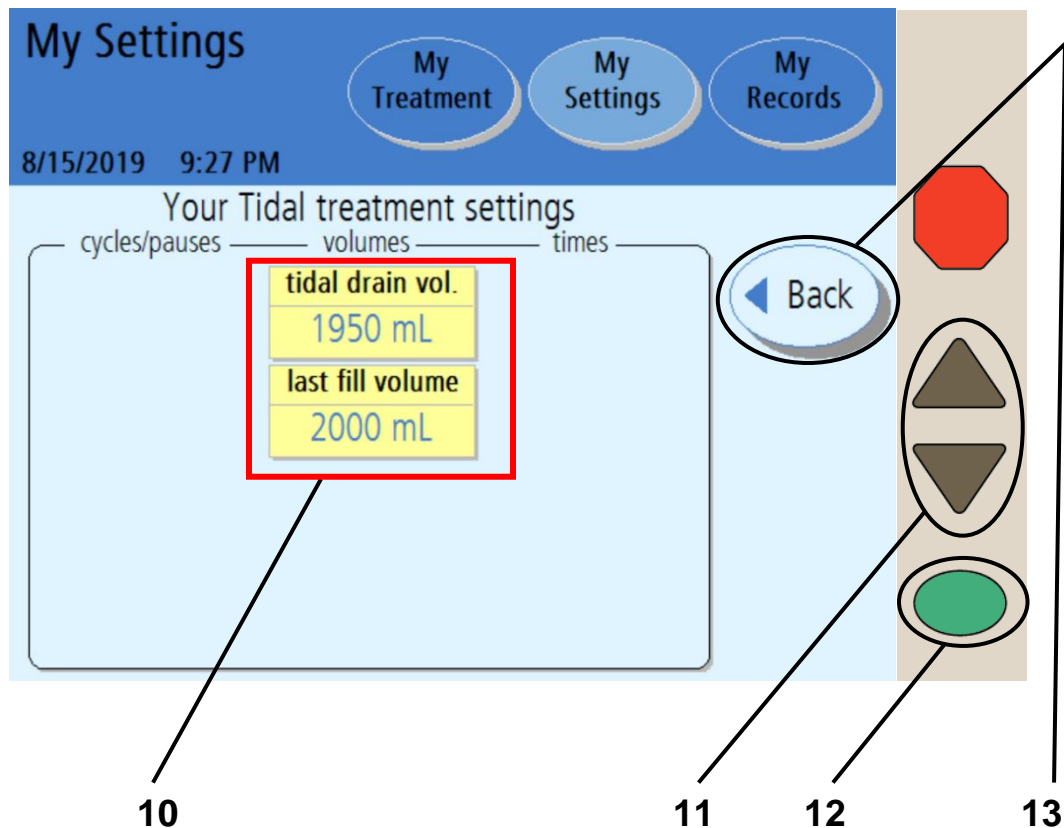 My Settings
My
Treatment
My
Settings
My
Records
8/15/2019 9:27 PM
Your Tidal treatment settings
cycles/pauses volumes times
tidal drain vol.
1950 mL
Back
last fill volume
2000 mL
10 11 12 13